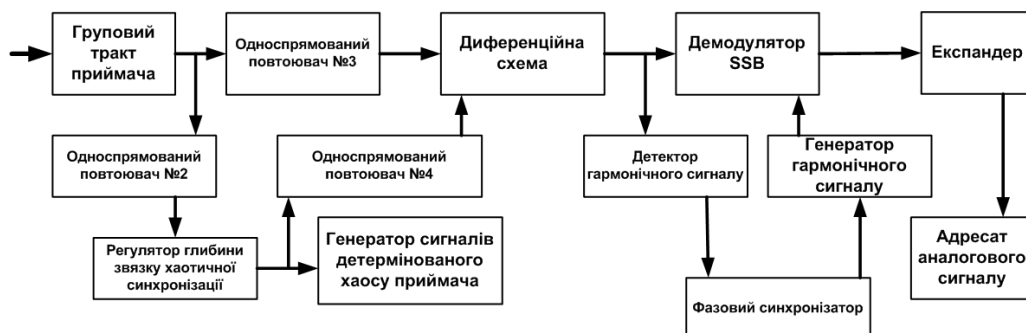 Груповий
тракт
приймача
Односпрямований
повтоювач №3
Диференційна
схема
Демодулятор
SSB
Експандер
Односпрямований
повтоювач №2
Односпрямований
повтоювач №4
Детектор
гармонічного сигналу
Генератор
гармонічного
сигналу
Регулятор глибини
звязку хаотичної
синхронізації
Генератор сигналів
детермінованого
хаосу приймача
Адресат
аналогового
сигналу
Фазовий синхронізатор